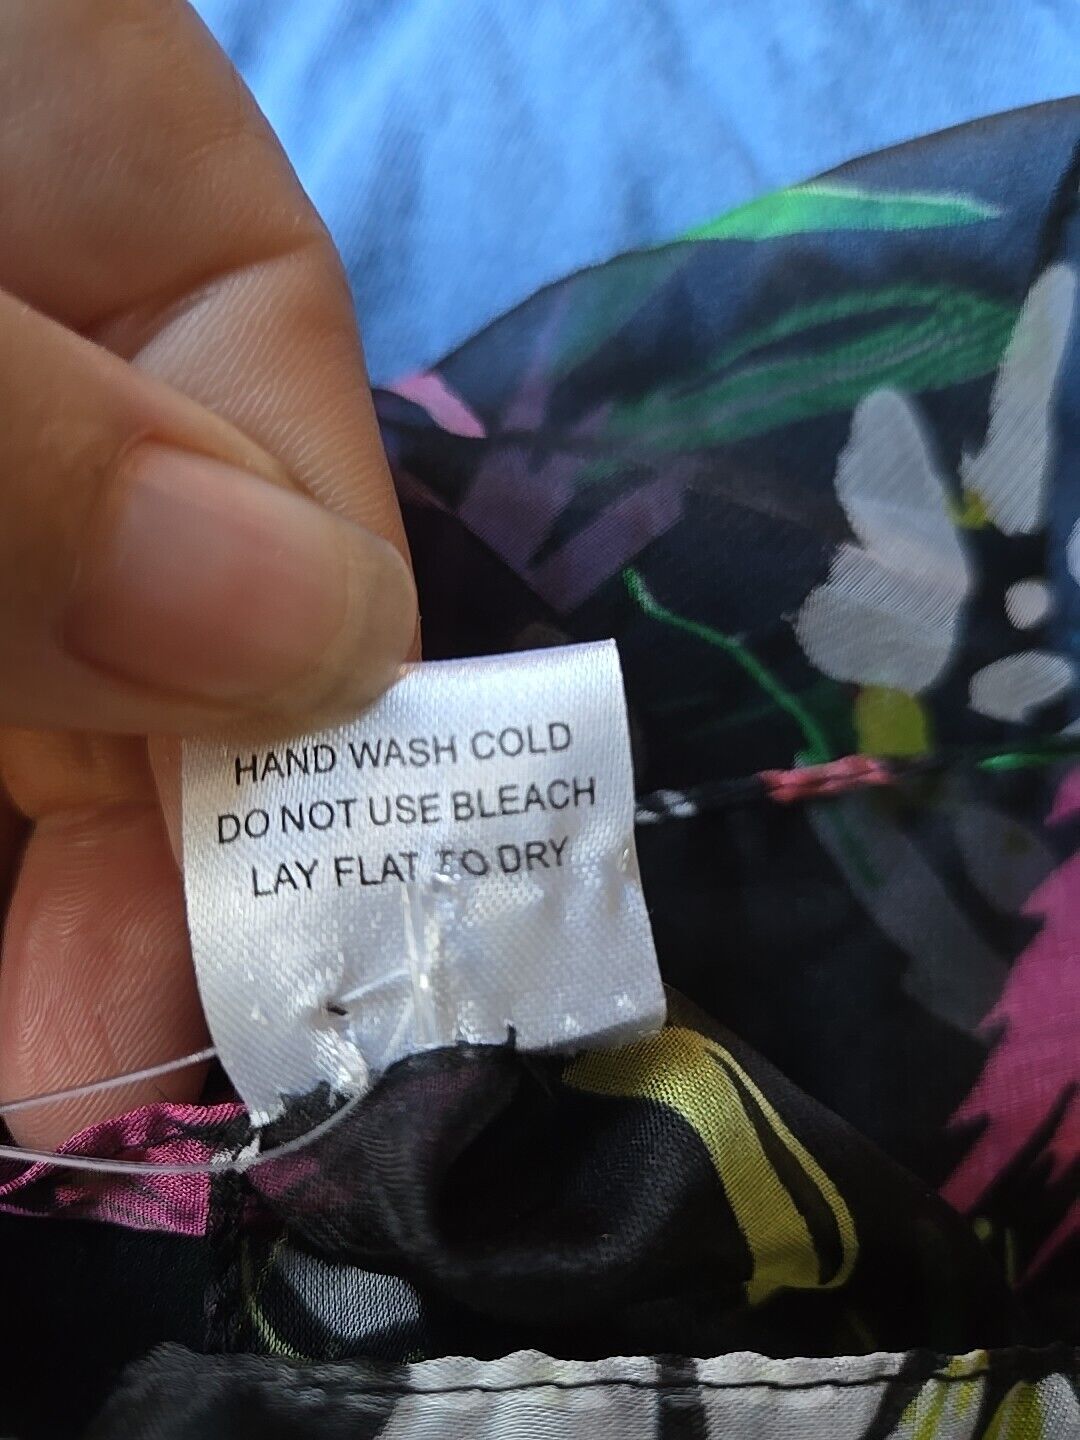 HAND WASH COLD
DO NOT USE BLEACH
LAY FLAT TO DRY